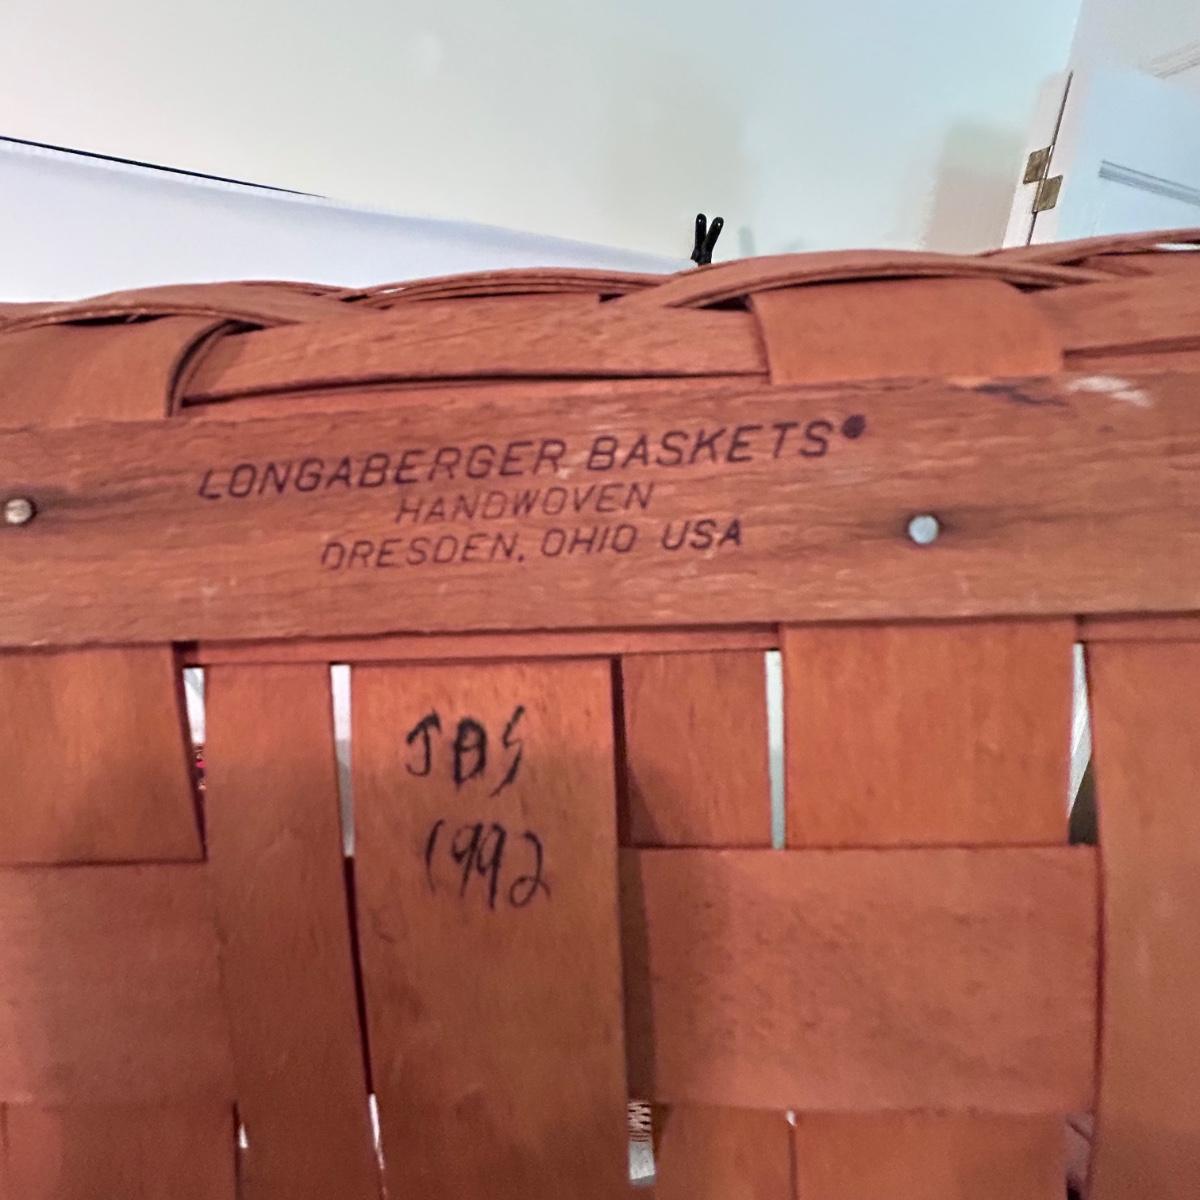 LONGABERGER BASKETS®
HANDWOVEN
DRESDEN, OHIO USA
JBS
1992